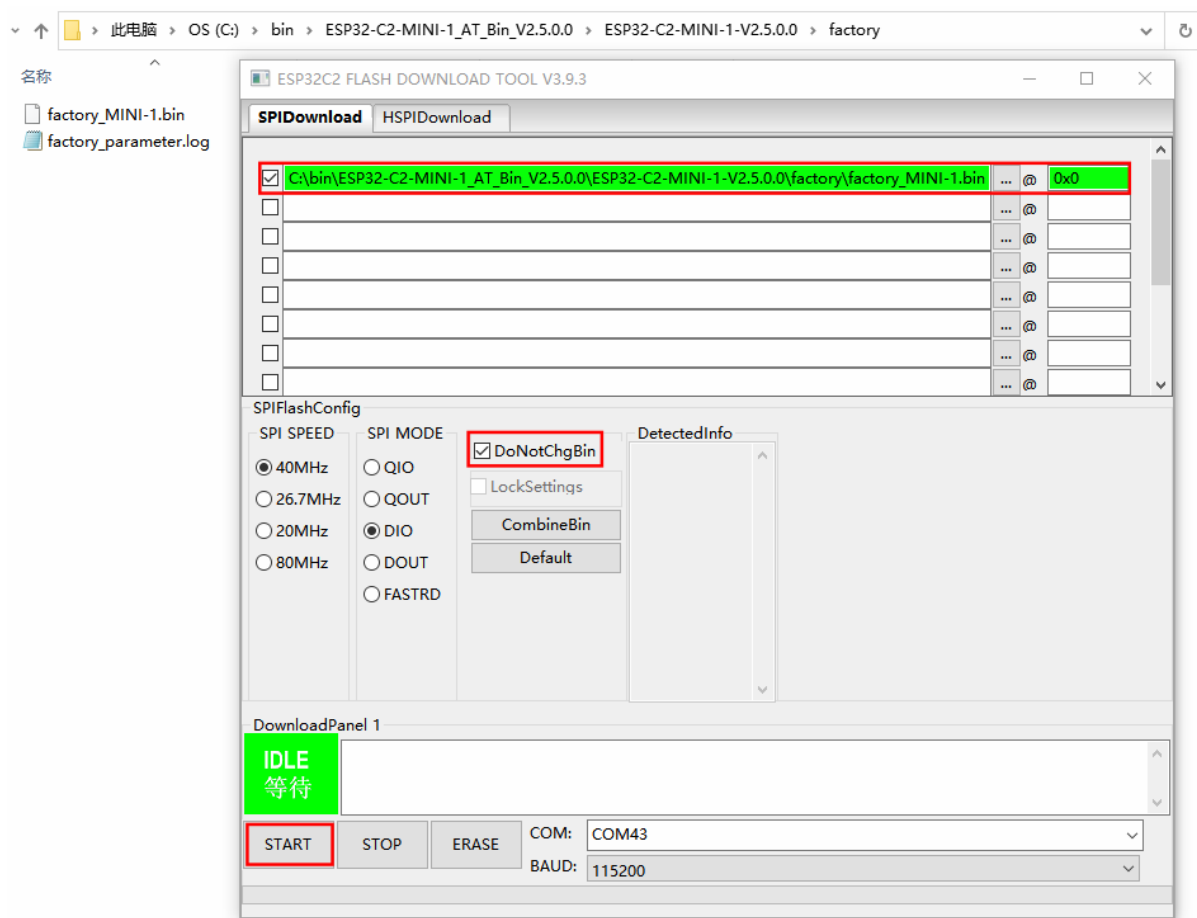 此电脑 › OS (C:) › bin › ESP32-C2-MINI-1_AT_Bin_V2.5.0.0 › ESP32-C2-MINI-1-V2.5.0.0 › factory
名称
factory_MINI-1.bin
factory_parameter.log
ESP32C2 FLASH DOWNLOAD TOOL V3.9.3
SPIDownload HSPIDownload
C:\bin\ESP32-C2-MINI-1_AT_Bin_V2.5.0.0\ESP32-C2-MINI-1-V2.5.0.0\factory\factory_MINI-1.bin ... @ 0x0
... @
... @
... @
... @
... @
... @
... @
SPIFlashConfig
SPI SPEED
40MHz
26.7MHz
20MHz
80MHz
SPI MODE
QIO
QOUT
DIO
DOUT
FASTRD
DoNotChgBin
LockSettings
CombineBin
Default
DetectedInfo
DownloadPanel 1
IDLE
等待
START STOP ERASE
COM: COM43
BAUD: 115200